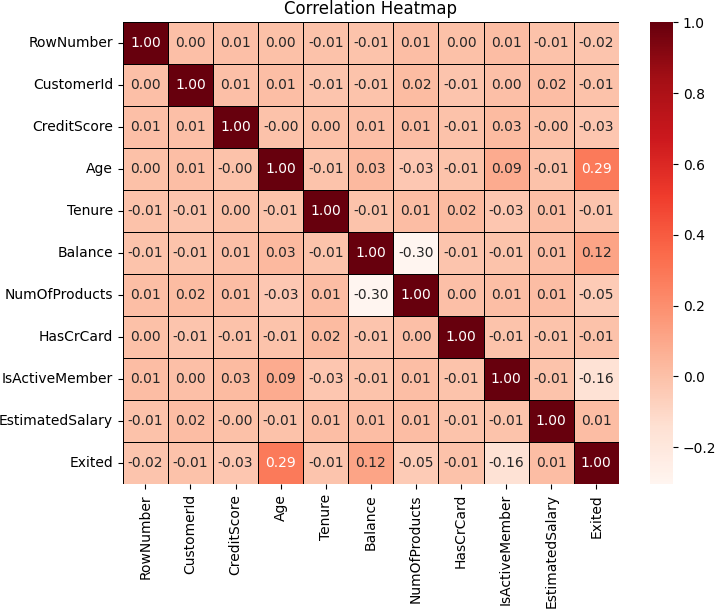 Correlation Heatmap
RowNumber 1.00 0.00 0.01 0.00 -0.01 -0.01 0.01 0.00 0.01 -0.01 -0.02
CustomerId 0.00 1.00 0.01 0.01 -0.01 -0.01 0.02 -0.01 0.00 0.02 -0.01
CreditScore 0.01 0.01 1.00 -0.00 0.00 0.01 0.01 -0.01 0.03 -0.00 -0.03
Age 0.00 0.01 -0.00 1.00 -0.01 0.03 -0.03 -0.01 0.09 -0.01 0.29
Tenure -0.01 -0.01 0.00 -0.01 1.00 -0.01 0.01 0.02 -0.03 0.01 -0.01
Balance -0.01 -0.01 0.01 0.03 -0.01 1.00 -0.30 -0.01 -0.01 0.01 0.12
NumOfProducts 0.01 0.02 0.01 -0.03 0.01 -0.30 1.00 0.00 0.01 0.01 -0.05
HasCrCard 0.00 -0.01 -0.01 -0.01 0.02 -0.01 0.00 1.00 -0.01 -0.01 -0.01
IsActiveMember 0.01 0.00 0.03 0.09 -0.03 -0.01 0.01 -0.01 1.00 -0.01 -0.16
EstimatedSalary -0.01 0.02 -0.00 -0.01 0.01 0.01 0.01 -0.01 -0.01 1.00 0.01
Exited -0.02 -0.01 -0.03 0.29 -0.01 0.12 -0.05 -0.01 -0.16 0.01 1.00
RowNumber
CustomerId
CreditScore
Age
Tenure
Balance
NumOfProducts
HasCrCard
IsActiveMember
EstimatedSalary
Exited
1.0
0.8
0.6
0.4
0.2
0.0
−0.2